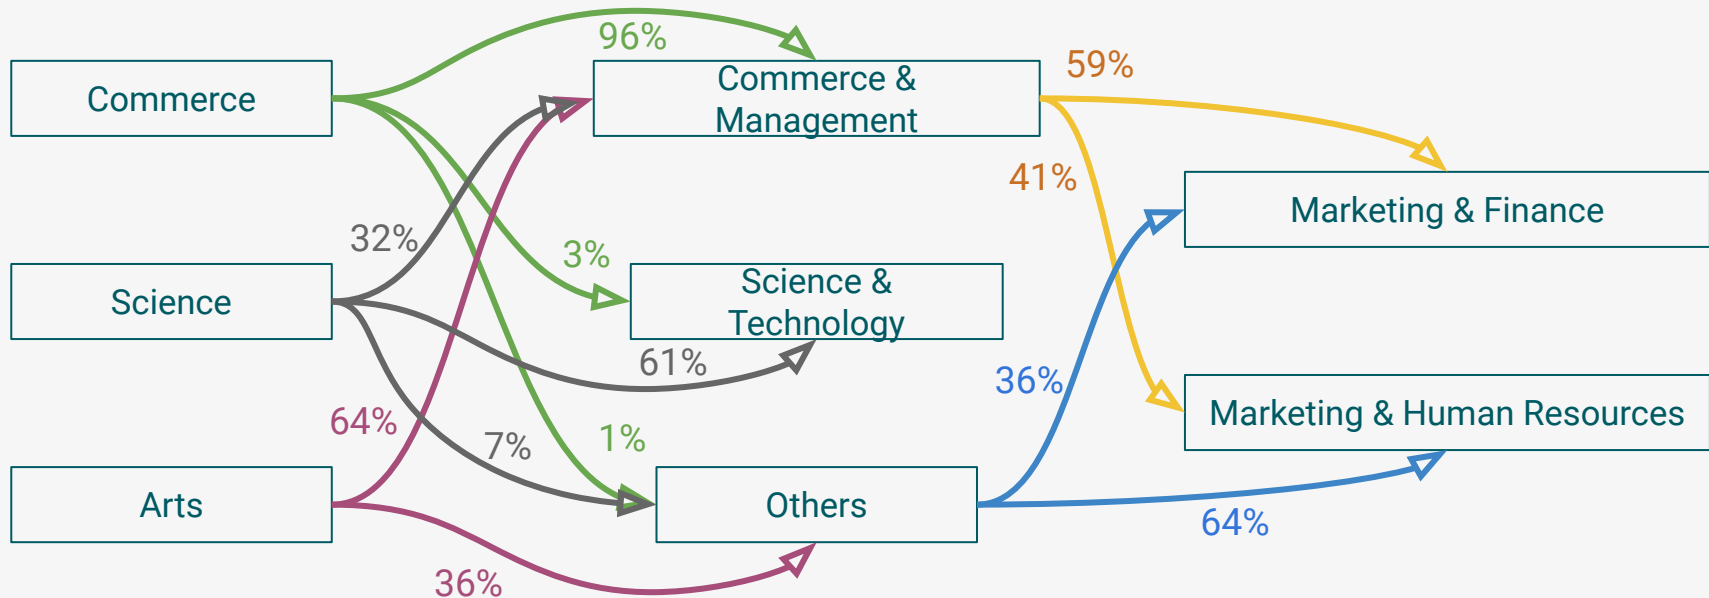 96%
59%
Commerce
Commerce &
Management
41%
Marketing & Finance
32%
3%
Science
Science &
Technology
61%
36%
Marketing & Human Resources
64%
7%
1%
Arts
Others
64%
36%